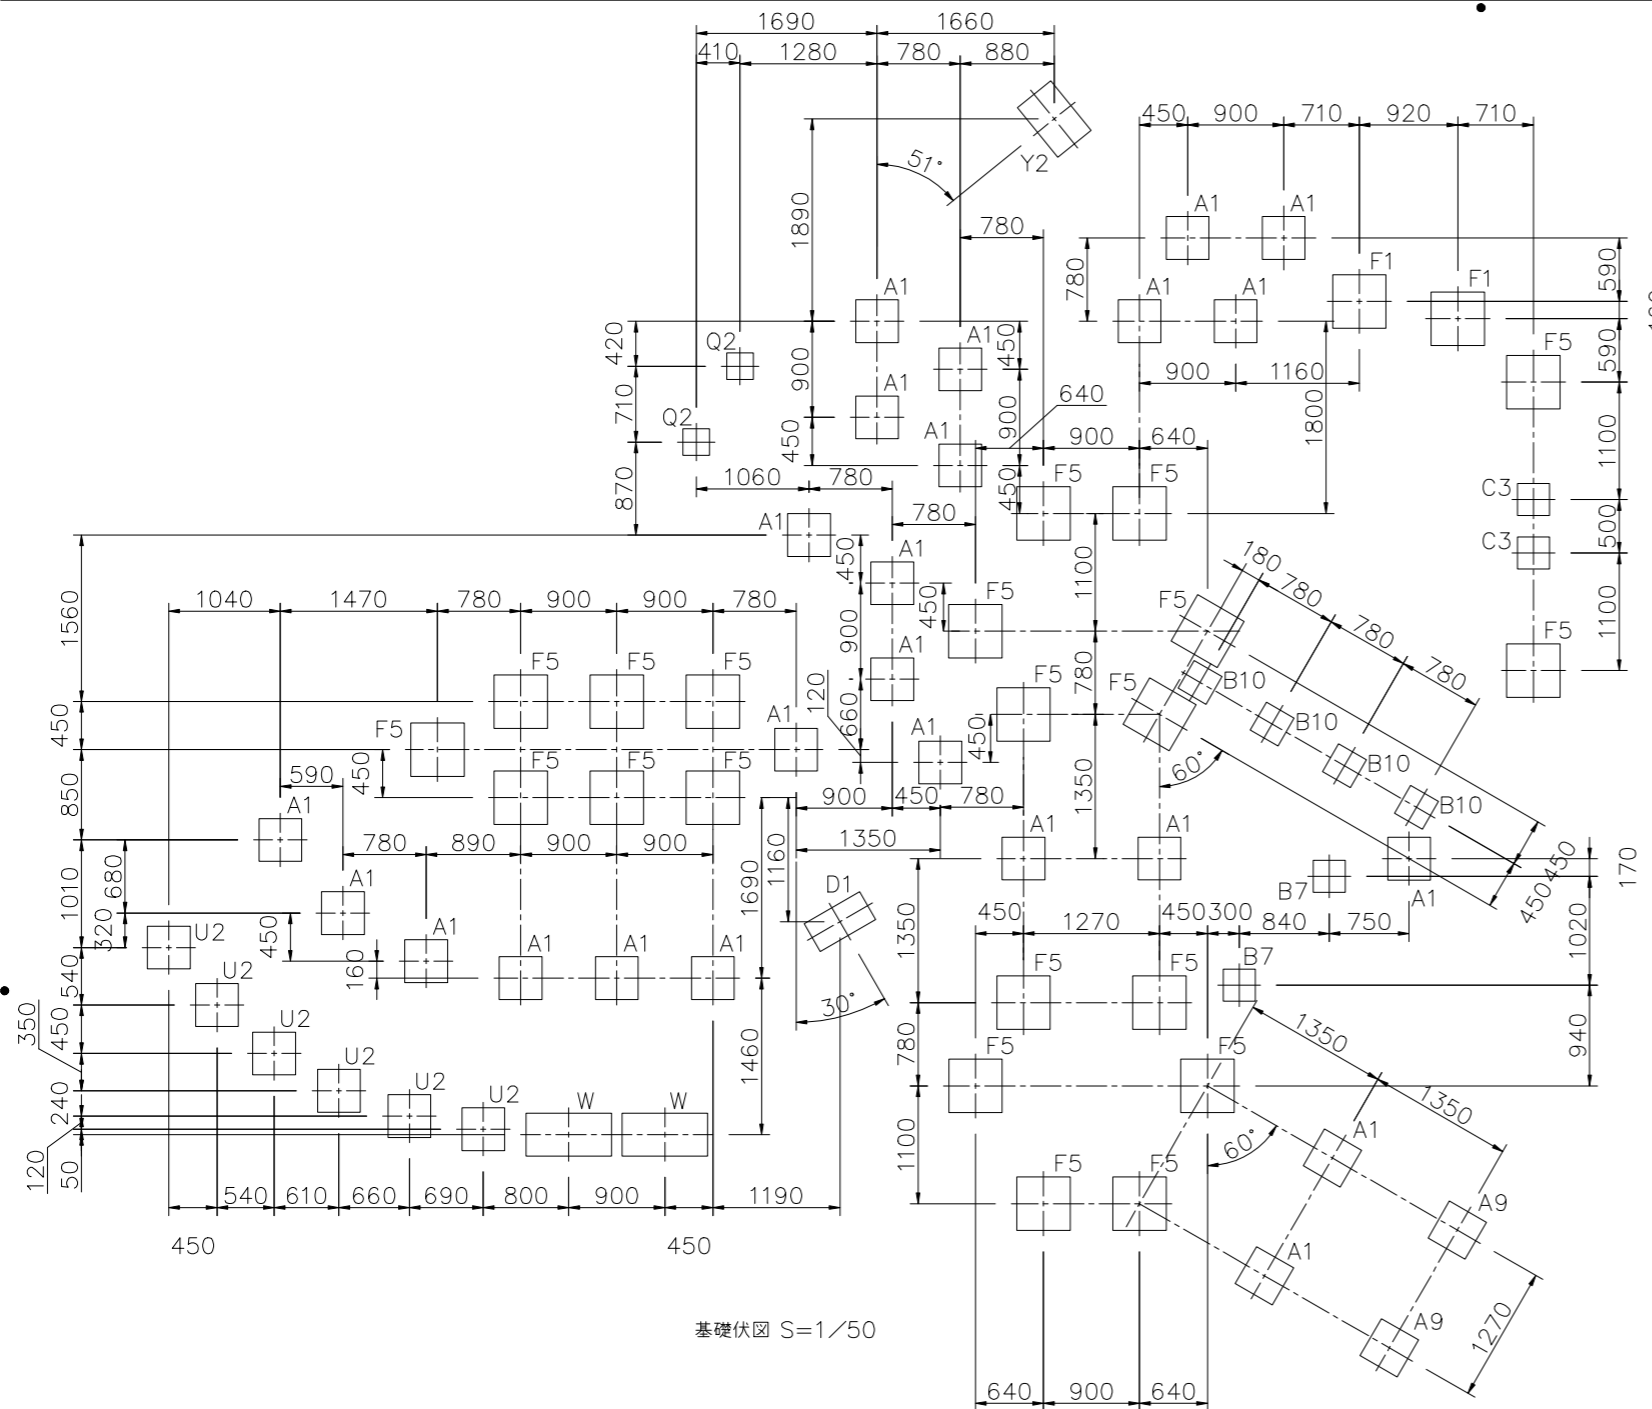 1690 1660
410 1280 780 880
450 900 710 920 710
51°
Y2
1890
780
A1 A1
780
590
F1
F1
A1 A1
A1
A1
450
420
Q2
900
590
F5
900 1160
710
640
1800
1100
Q2
A1
A1
450
900
900 640
870
1060 780
F5 F5
450
C3
500
C3
A1
780
450
A1
1100
1100
180 780 780 780
1560
1040 1470 780 900 900 780
F5
450
900
F5
F5
F5 F5 F5
A1
120
660
F5
780
F5
B10
B10
B10
B10
450
F5
A1
A1
450
60°
590
450
F5 F5 F5
850
A1
900 450 780
1350
1350
780 890 900 900
1160
A1 A1
450
450
170
B7
A1
680
1010
A1
D1
1690
320
U2
450
A1
160
A1 A1 A1
450 1270 450 300 840 750
1350
1020
F5 F5
B7
540
U2
30°
350
450
U2
1460
780
F5 F5
1350
1350
940
U2
240
U2
U2
W W
1100
60°
A1
120
50
F5 F5
A9
540 610 660 690 800 900 1190
450 450
A1
A9
1270
基礎伏図 S=1/50
640 900 640